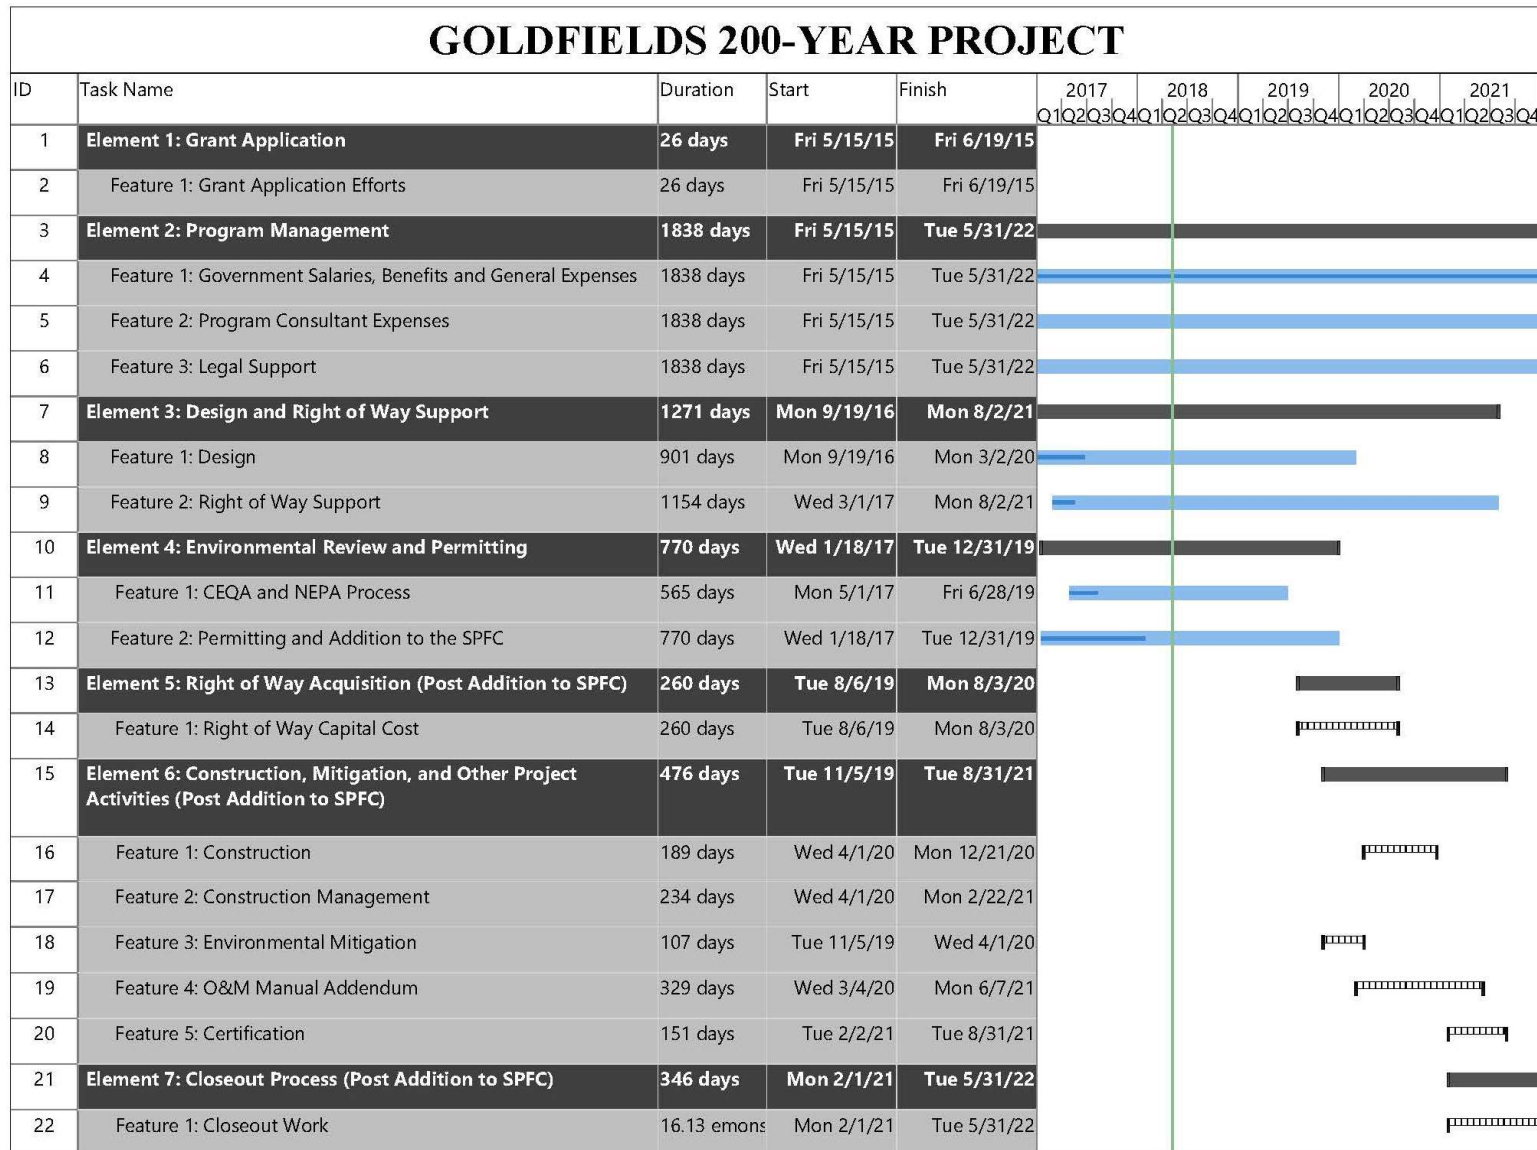 GOLDFIELDS 200-YEAR PROJECT
ID Task Name Duration Start Finish 2017 2018 2019 2020 2021
Q1 Q2 Q3 Q4 Q1 Q2 Q3 Q4 Q1 Q2 Q3 Q4 Q1 Q2 Q3 Q4 Q1 Q2 Q3 Q4
1 Element 1: Grant Application 26 days Fri 5/15/15 Fri 6/19/15
2 Feature 1: Grant Application Efforts 26 days Fri 5/15/15 Fri 6/19/15
3 Element 2: Program Management 1838 days Fri 5/15/15 Tue 5/31/22
4 Feature 1: Government Salaries, Benefits and General Expenses 1838 days Fri 5/15/15 Tue 5/31/22
5 Feature 2: Program Consultant Expenses 1838 days Fri 5/15/15 Tue 5/31/22
6 Feature 3: Legal Support 1838 days Fri 5/15/15 Tue 5/31/22
7 Element 3: Design and Right of Way Support 1271 days Mon 9/19/16 Mon 8/2/21
8 Feature 1: Design 901 days Mon 9/19/16 Mon 3/2/20
9 Feature 2: Right of Way Support 1154 days Wed 3/1/17 Mon 8/2/21
10 Element 4: Environmental Review and Permitting 770 days Wed 1/18/17 Tue 12/31/19
11 Feature 1: CEQA and NEPA Process 565 days Mon 5/1/17 Fri 6/28/19
12 Feature 2: Permitting and Addition to the SPFC 770 days Wed 1/18/17 Tue 12/31/19
13 Element 5: Right of Way Acquisition (Post Addition to SPFC) 260 days Tue 8/6/19 Mon 8/3/20
14 Feature 1: Right of Way Capital Cost 260 days Tue 8/6/19 Mon 8/3/20
15 Element 6: Construction, Mitigation, and Other Project 476 days Tue 11/5/19 Tue 8/31/21
Activities (Post Addition to SPFC)
16 Feature 1: Construction 189 days Wed 4/1/20 Mon 12/21/20
17 Feature 2: Construction Management 234 days Wed 4/1/20 Mon 2/22/21
18 Feature 3: Environmental Mitigation 107 days Tue 11/5/19 Wed 4/1/20
19 Feature 4: O&M Manual Addendum 329 days Wed 3/4/20 Mon 6/7/21
20 Feature 5: Certification 151 days Tue 2/2/21 Tue 8/31/21
21 Element 7: Closeout Process (Post Addition to SPFC) 346 days Mon 2/1/21 Tue 5/31/22
22 Feature 1: Closeout Work 16.13 emons Mon 2/1/21 Tue 5/31/22